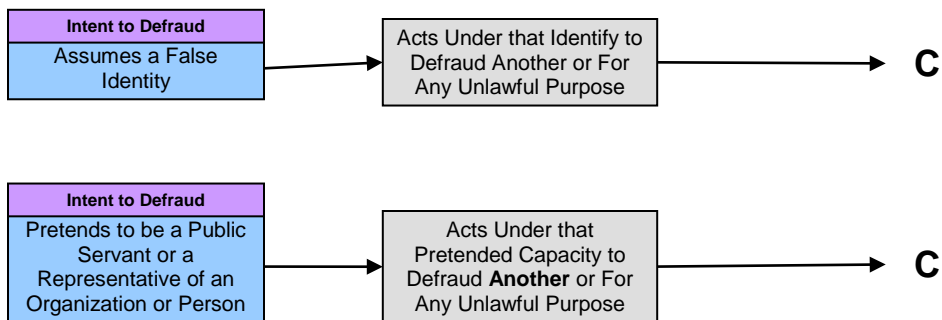 Intent to Defraud
Assumes a False
Identity
Acts Under that Identify to
Defraud Another or For
Any Unlawful Purpose
C
Intent to Defraud
Pretends to be a Public
Servant or a
Representative of an
Organization or Person
Acts Under that
Pretended Capacity to
Defraud Another or For
Any Unlawful Purpose
C